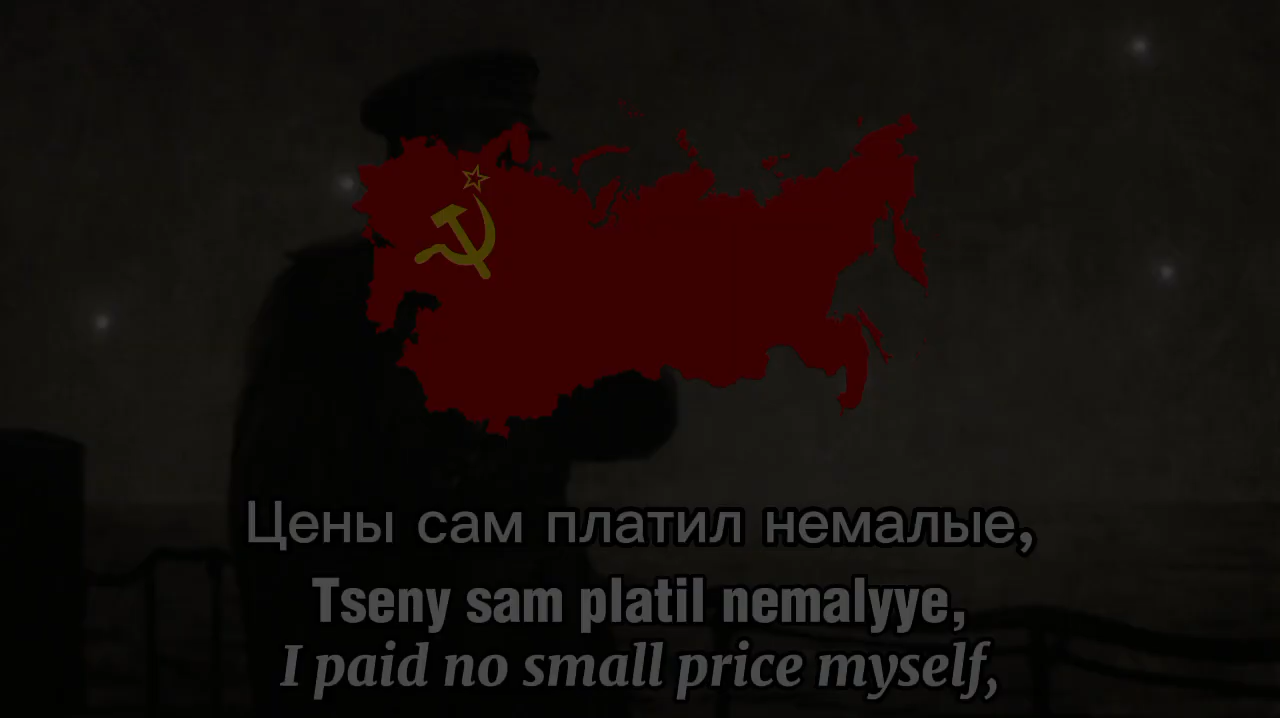 Цены сам платил немалые,
Tseny sam platil nemalyye,
I paid no small price myself,